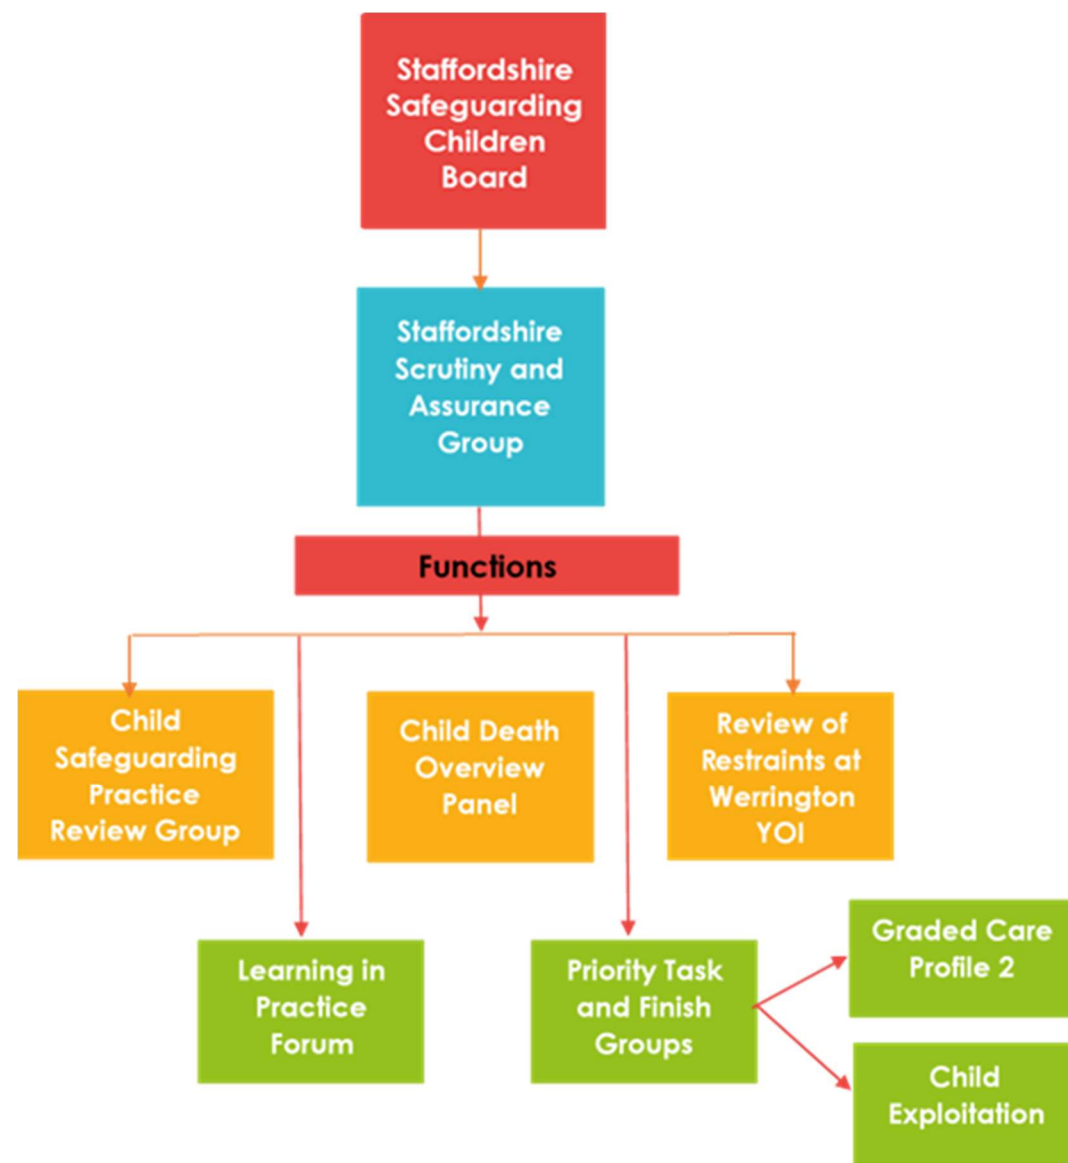 Staffordshire
Safeguarding
Children
Board
Staffordshire
Scrutiny and
Assurance
Group
Functions
Child
Safeguarding
Practice
Review Group
Child Death
Overview
Panel
Review of
Restraints at
Werrington
YOI
Learning in
Practice
Forum
Priority Task
and Finish
Groups
Graded Care
Profile 2
Child
Exploitation